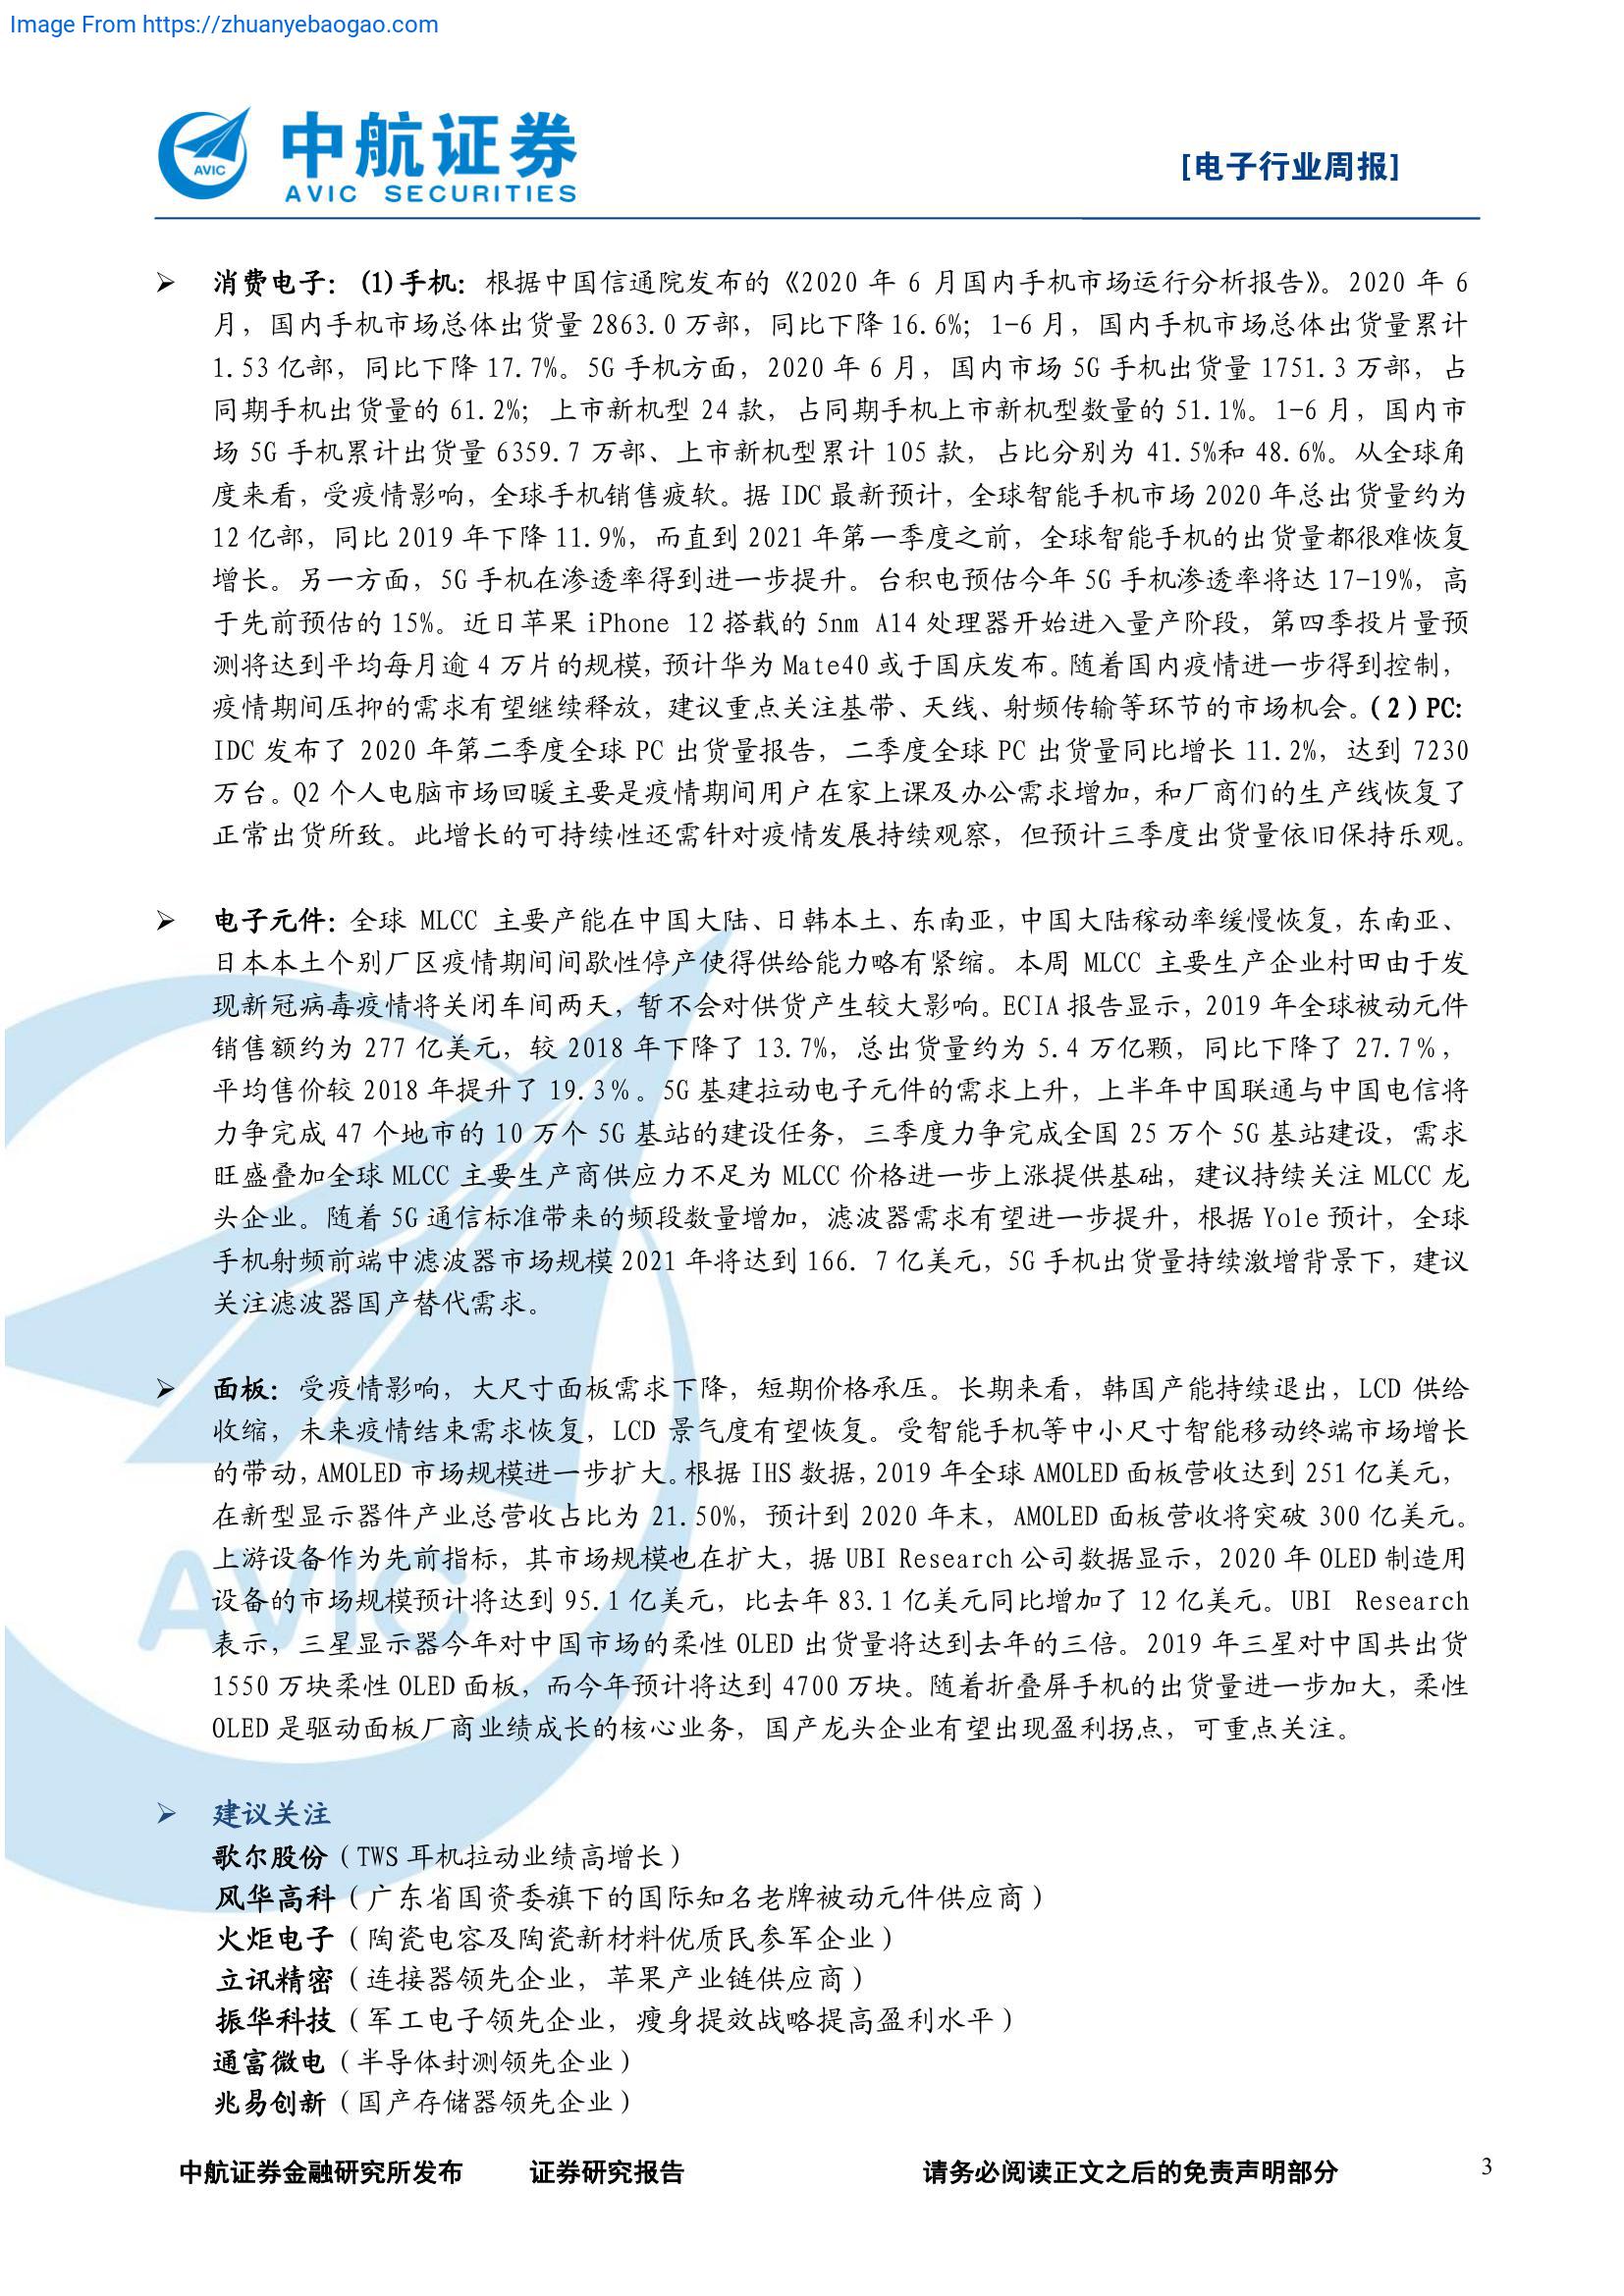 Image From https://zhuanyebaogao.com
AVIC
中航证券
AVIC SECURITIES
[电子行业周报]
➢ 消费电子：(1)手机：根据中国信通院发布的《2020 年 6 月国内手机市场运行分析报告》。2020 年 6
月，国内手机市场总体出货量 2863.0 万部，同比下降 16.6%；1-6 月，国内手机市场总体出货量累计
1.53 亿部，同比下降 17.7%。5G 手机方面，2020 年 6 月，国内市场 5G 手机出货量 1751.3 万部，占
同期手机出货量的 61.2%；上市新机型 24 款，占同期手机上市新机型数量的 51.1%。1-6 月，国内市
场 5G 手机累计出货量 6359.7 万部、上市新机型累计 105 款，占比分别为 41.5%和 48.6%。从全球角
度来看，受疫情影响，全球手机销售疲软。据 IDC 最新预计，全球智能手机市场 2020 年总出货量约为
12 亿部，同比 2019 年下降 11.9%，而直到 2021 年第一季度之前，全球智能手机的出货量都很难恢复
增长。另一方面，5G 手机在渗透率得到进一步提升。台积电预估今年 5G 手机渗透率将达 17-19%，高
于先前预估的 15%。近日苹果 iPhone 12 搭载的 5nm A14 处理器开始进入量产阶段，第四季投片量预
测将达到平均每月逾 4 万片的规模，预计华为 Mate40 或于国庆发布。随着国内疫情进一步得到控制，
疫情期间压抑的需求有望继续释放，建议重点关注基带、天线、射频传输等环节的市场机会。（2）PC:
IDC 发布了 2020 年第二季度全球 PC 出货量报告，二季度全球 PC 出货量同比增长 11.2%，达到 7230
万台。Q2 个人电脑市场回暖主要是疫情期间用户在家上课及办公需求增加，和厂商们的生产线恢复了
正常出货所致。此增长的可持续性还需针对疫情发展持续观察，但预计三季度出货量依旧保持乐观。
➢ 电子元件：全球 MLCC 主要产能在中国大陆、日韩本土、东南亚，中国大陆稼动率缓慢恢复，东南亚、
日本本土个别厂区疫情期间间歇性停产使得供给能力略有紧缩。本周 MLCC 主要生产企业村田由于发
现新冠病毒疫情将关闭车间两天，暂不会对供货产生较大影响。ECIA 报告显示，2019 年全球被动元件
销售额约为 277 亿美元，较 2018 年下降了 13.7%，总出货量约为 5.4 万亿颗，同比下降了 27.7％，
平均售价较 2018 年提升了 19.3％。5G 基建拉动电子元件的需求上升，上半年中国联通与中国电信将
力争完成 47 个地市的 10 万个 5G 基站的建设任务，三季度力争完成全国 25 万个 5G 基站建设，需求
旺盛叠加全球 MLCC 主要生产商供应力不足为 MLCC 价格进一步上涨提供基础，建议持续关注 MLCC 龙
头企业。随着 5G 通信标准带来的频段数量增加，滤波器需求有望进一步提升，根据 Yole 预计，全球
手机射频前端中滤波器市场规模 2021 年将达到 166. 7 亿美元，5G 手机出货量持续激增背景下，建议
关注滤波器国产替代需求。
➢ 面板：受疫情影响，大尺寸面板需求下降，短期价格承压。长期来看，韩国产能持续退出，LCD 供给
收缩，未来疫情结束需求恢复，LCD 景气度有望恢复。受智能手机等中小尺寸智能移动终端市场增长
的带动，AMOLED 市场规模进一步扩大。根据 IHS 数据，2019 年全球 AMOLED 面板营收达到 251 亿美元，
在新型显示器件产业总营收占比为 21.50%，预计到 2020 年末，AMOLED 面板营收将突破 300 亿美元。
上游设备作为先前指标，其市场规模也在扩大，据 UBI Research 公司数据显示，2020 年 OLED 制造用
设备的市场规模预计将达到 95.1 亿美元，比去年 83.1 亿美元同比增加了 12 亿美元。UBI Research
表示，三星显示器今年对中国市场的柔性 OLED 出货量将达到去年的三倍。2019 年三星对中国共出货
1550 万块柔性 OLED 面板，而今年预计将达到 4700 万块。随着折叠屏手机的出货量进一步加大，柔性
OLED 是驱动面板厂商业绩成长的核心业务，国产龙头企业有望出现盈利拐点，可重点关注。
➢ 建议关注
歌尔股份（TWS 耳机拉动业绩高增长）
风华高科（广东省国资委旗下的国际知名老牌被动元件供应商）
火炬电子（陶瓷电容及陶瓷新材料优质民参军企业）
立讯精密（连接器领先企业，苹果产业链供应商）
振华科技（军工电子领先企业，瘦身提效战略提高盈利水平）
通富微电（半导体封测领先企业）
兆易创新（国产存储器领先企业）
AVIC
中航证券金融研究所发布 证券研究报告 请务必阅读正文之后的免责声明部分 3